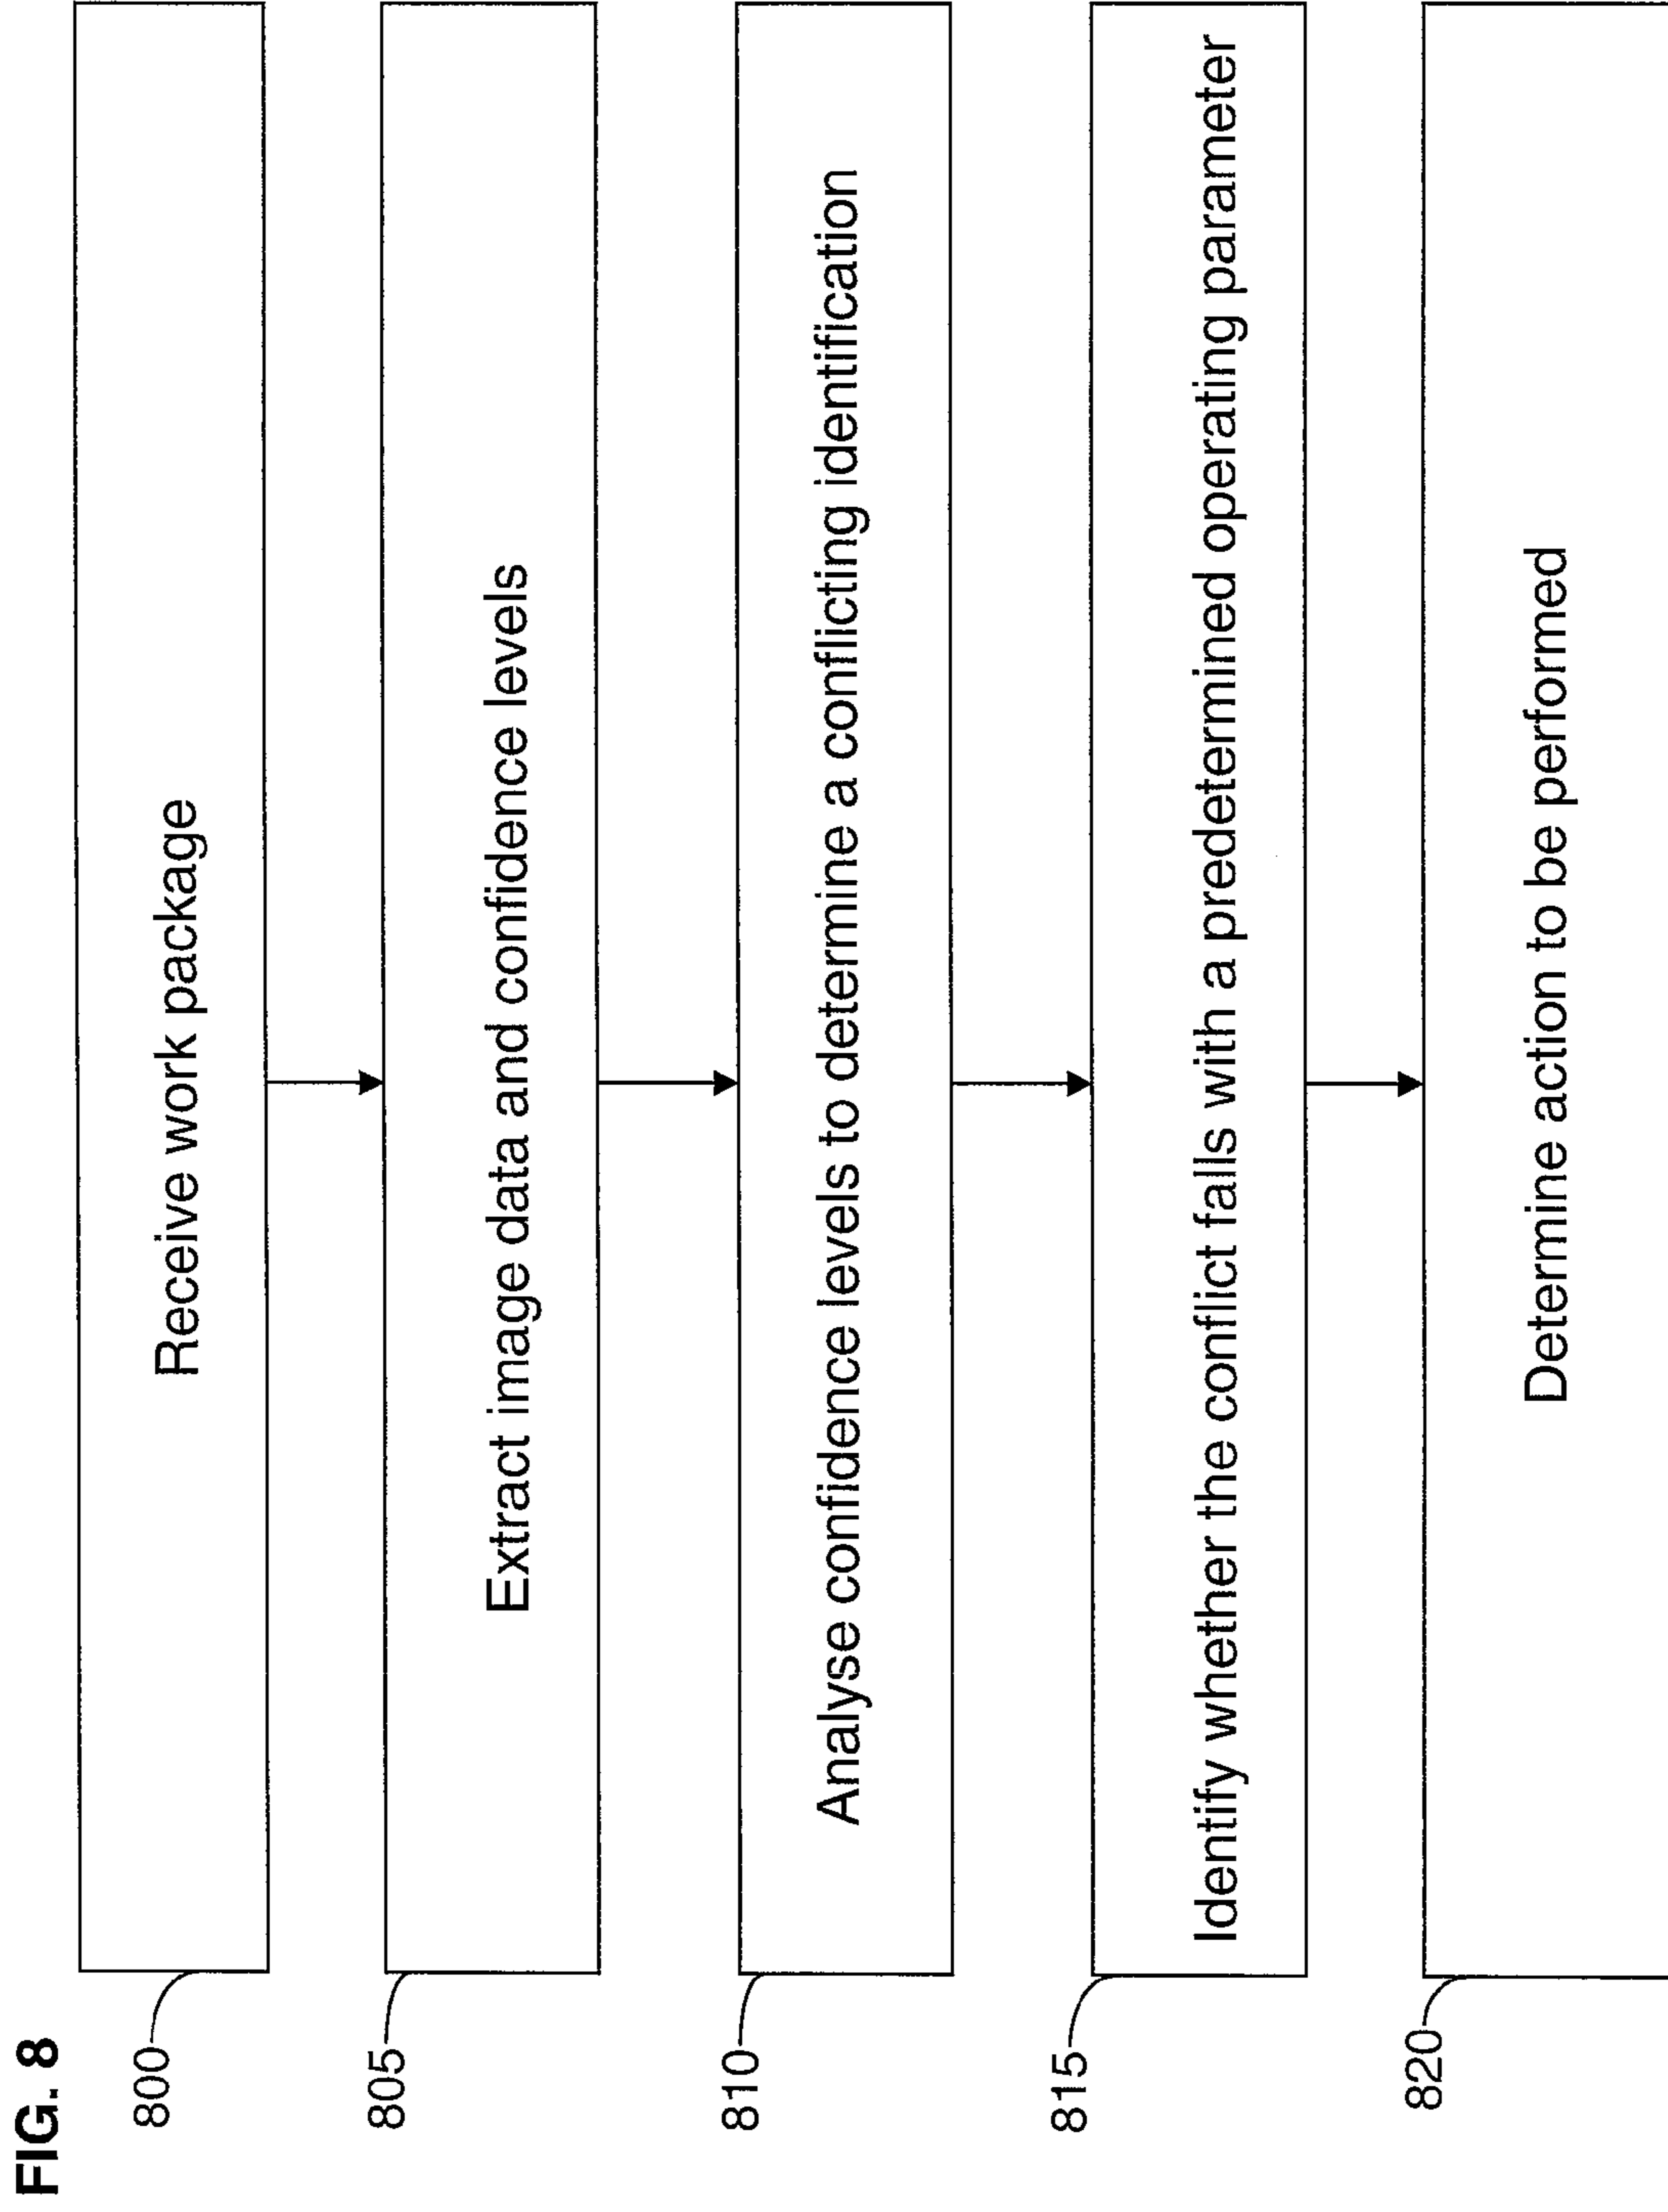 FIG. 8
800
Receive work package
805
Extract image data and confidence levels
810
Analyse confidence levels to determine a conflicting identification
815
Identify whether the conflict falls with a predetermined operating parameter
820
Determine action to be performed